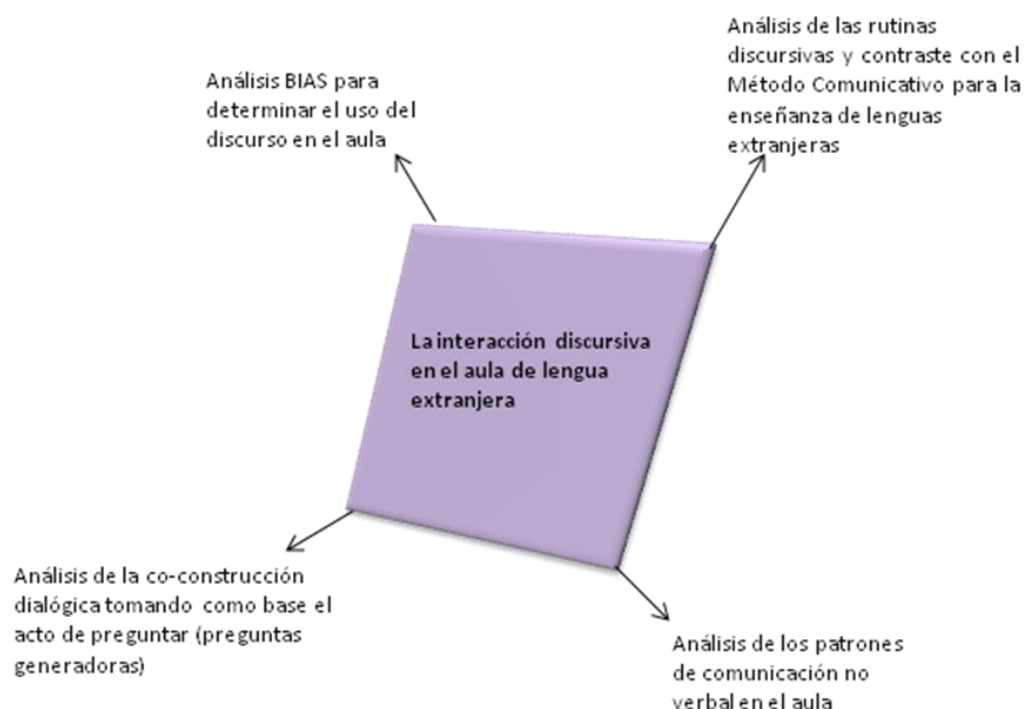 Análisis BIAS para
determinar el uso del
discurso en el aula
Análisis de las rutinas
discursivas y contraste con el
Método Comunicativo para la
enseñanza de lenguas
extranjeras
La interacción discursiva
en el aula de lengua
extranjera
Análisis de la co-construcción
dialógica tomando como base el
acto de preguntar (preguntas
generadoras)
Análisis de los patrones
de comunicación no
verbal en el aula